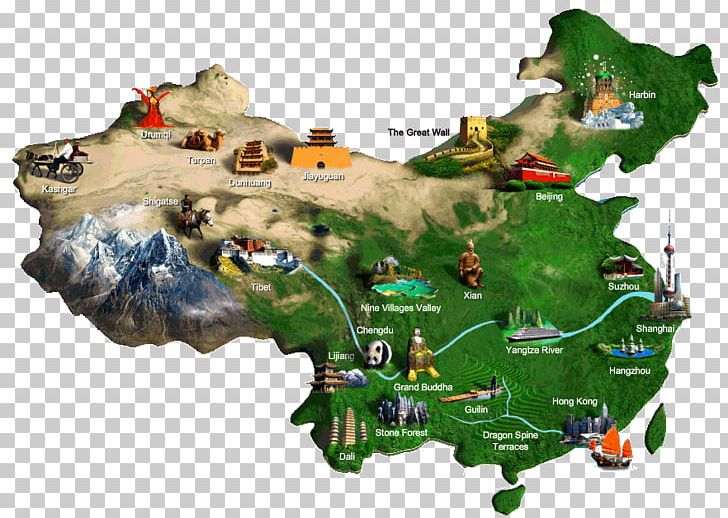 Harbin
The Great Wall
Urumqi
Turpan
Dunhuang
Jiayuguan
Kashgar
Beijing
Shigatse
Tibet
Nine Villages Valley
Xian
Suzhou
Chengdu
Shanghai
Lijiang
Yangtze River
Hangzhou
Grand Buddha
Guilin
Hong Kong
Stone Forest
Dragon Spine
Terraces
Dali